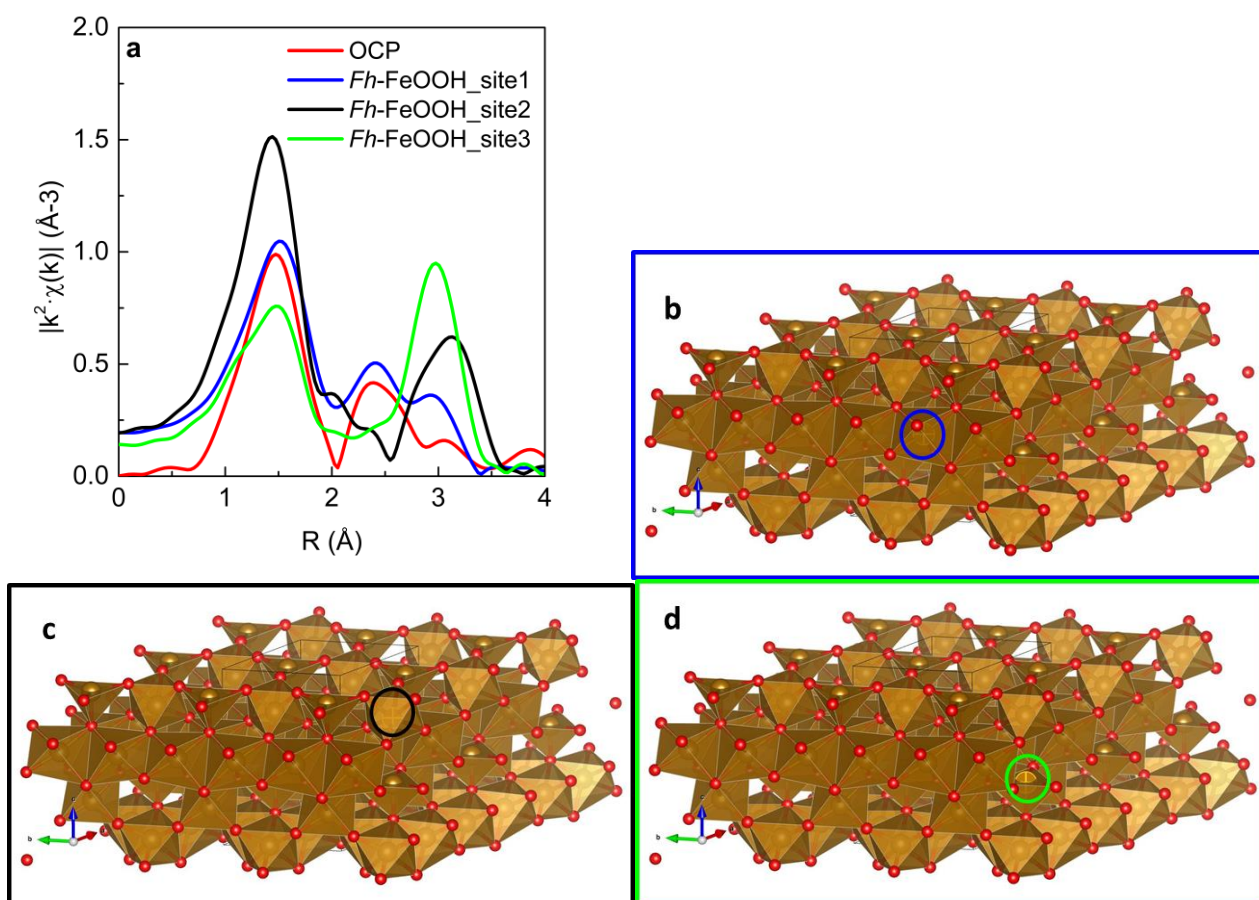 a
OCP
Fh-FeOOH_site1
Fh-FeOOH_site2
Fh-FeOOH_site3
2.0
1.5
1.0
0.5
0.0
|k²·χ(k)| (Å-3)
0 1 2 3 4
R (Å)
b
c
b
c
c
b
d
c
b